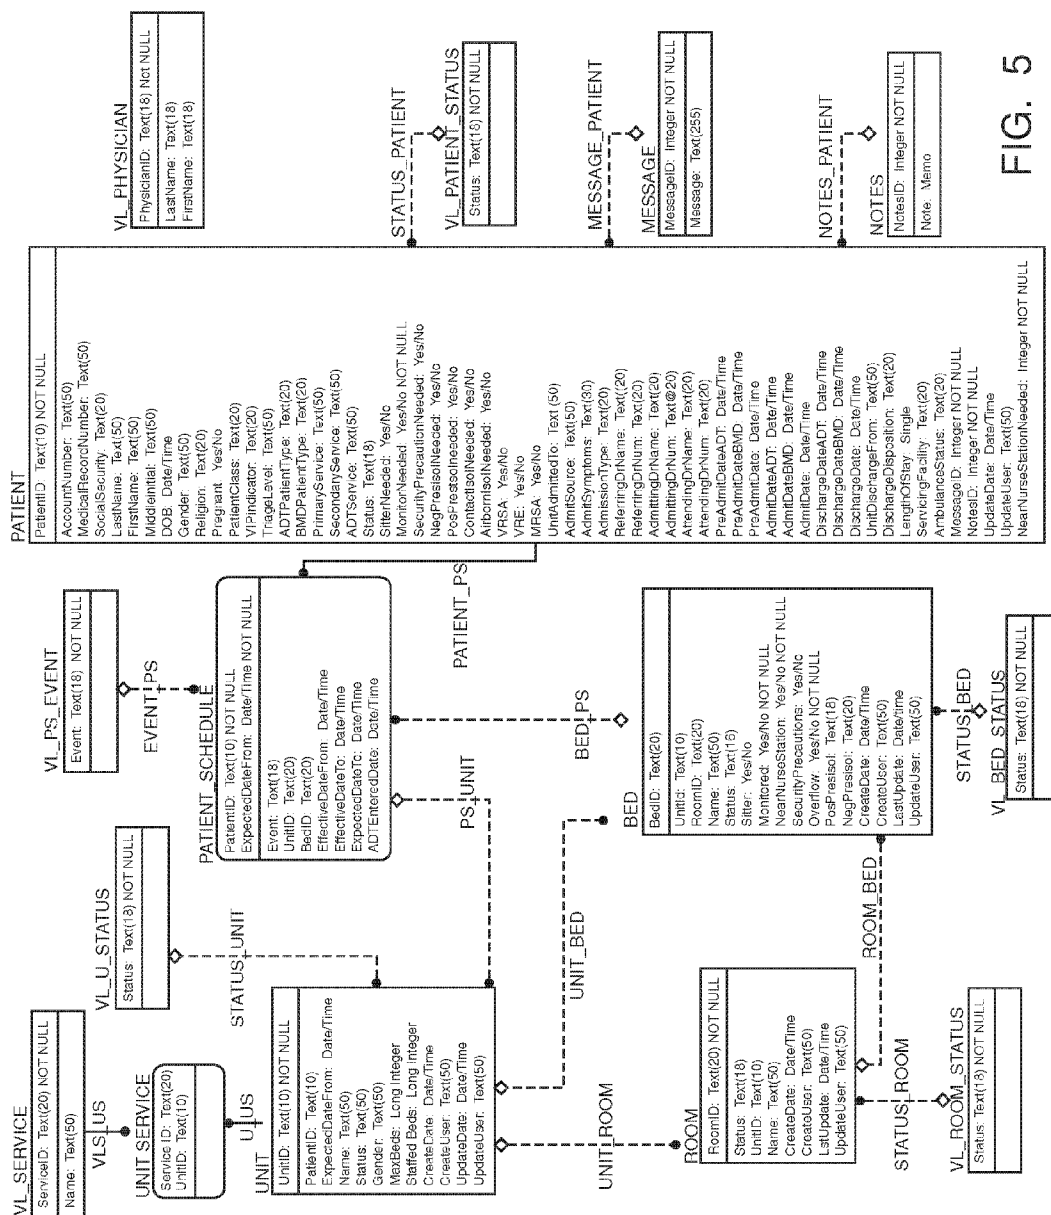 VL_SERVICE
ServiceID: Text(20) NOT NULL
Name: Text(50)
VLS_US
UNIT SERVICE
Service ID: Text(20)
UnitID: Text(10)
U_US
VL_U_STATUS
Status: Text(18) NOT NULL
STATUS_UNIT
UNIT
UnitID: Text(10) NOT NULL
PatientID: Text(10)
ExpectedDateFrom: Date/Time
Name: Text(50)
Status: Text(50)
Gender: Text(50)
MaxBeds: Long Integer
Staffed Beds: Long Integer
CreateDate: Date/Time
CreateUser: Text(50)
UpdateDate: Date/Time
UpdateUser: Text(50)
UNIT_ROOM
ROOM
RoomID: Text(20) NOT NULL
Status: Text(18)
UnitID: Text(10)
Name: Text(50)
CreateDate: Date/Time
CreateUser: Text(50)
LstUpdate: Date/Time
UpdateUser: Text(50)
STATUS_ROOM
VL_ROOM_STATUS
Status: Text(18) NOT NULL
VL_PS_EVENT
Event: Text(18) NOT NULL
EVENT_PS
PATIENT_SCHEDULE
PatientID: Text(10) NOT NULL
ExpectedDateFrom: Date/Time NOT NULL
Event: Text(18)
UnitID: Text(20)
BedID: Text(20)
EffectiveDateFrom: Date/Time
EffectiveDateTo: Date/Time
ExpectedDateTo: Date/Time
ADTEnteredDate: Date/Time
PS_UNIT
PATIENT_PS
BED_PS
UNIT_BED
BED
BedID: Text(20)
UnitId: Text(10)
RoomID: Text(20)
Name: Text(50)
Status: Text(18)
Sitter: Yes/No
Monitored: Yes/No NOT NULL
NearNurseStation: Yes/No NOT NULL
SecurityPrecautions: Yes/No
Overflow: Yes/No NOT NULL
PosPresisol: Text(18)
NegPresisol: Text(20)
CreateDate: Date/Time
CreateUser: Text(50)
LastUpdate: Date/time
UpdateUser: Text(50)
ROOM_BED
STATUS_BED
VL_BED_STATUS
Status: Text(18) NOT NULL
PATIENT
PatientID: Text(10) NOT NULL
AccountNumber: Text(50)
MedicalRecordNumber: Text(50)
SocialSecurity: Text(20)
LastName: Text(50)
FirstName: Text(50)
Middleinitial: Text(50)
DOB: Date/Time
Gender: Text(50)
Religion: Text(20)
Pregnant Yes/No
PatientClass: Text(20)
VIPindicator: Text(20)
TriageLevel: Text(50)
ADTPatientType: Text(20)
BMDPatientType: Text(20)
PrimaryService: Text(50)
SecondaryService: Text(50)
ADTService: Text(50)
Status: Text(18)
SitterNeeded: Yes/No
MonitorNeeded: Yes/No NOT NULL
SecurityPrecautionNeeded: Yes/No
NegPresisolNeeded: Yes/No
PosPresIsolneeded: Yes/No
ContactIsolNeeded: Yes/No
AirbornIsolNeeded: Yes/No
VRSA Yes/No
VRE: Yes/No
MRSA: Yes/No
UnitAdmittedTo: Text (50)
AdmitSource: Text(50)
AdmitSymptoms: Text(30)
AdmissionType: Text(20)
ReferringDrName: Text((20)
ReferringDrNum: Text(20)
AdmittingDrName: Text(20)
AdmittingDrNum: Text@20)
AttendingDrName: Text(20)
AttendingDrNum: Text(20)
PreAdmitDateADT: Date/Time
PreAdmitDateBMD: Date/Time
PreAdmitDate: Date/Time
AdmitDateADT: Date/Time
AdmitDateBMD: Date/Time
AdmitDate: Date/Time
DischargeDateADT: Date/Time
DischargeDateBMD: Date/Time
DischargeDate: Date/Time
UnitDischargeFrom: Text(50)
DischargeDisposition: Text(20)
LengthOfStay Single
ServicingFacility: Text(20)
AmbulanceStatus: Text(20)
MessageID: Integer NOT NULL
NotesID: Integer NOT NULL
UpdateDate: Date/Time
UpdateUser: Text(50)
NearNurseStationNeeded: Integer NOT NULL
VL_PHYSICIAN
PhysicianID: Text(18) Not NULL
LastName: Text(18)
FirstName: Text(18)
STATUS_PATIENT
VL_PATIENT_STATUS
Status: Text(18) NOT NULL
MESSAGE_PATIENT
MESSAGE
MessageID: Integer NOT NULL
Message: Text(255)
NOTES_PATIENT
NOTES
NotesID: Integer NOT NULL
Note: Memo
FIG. 5